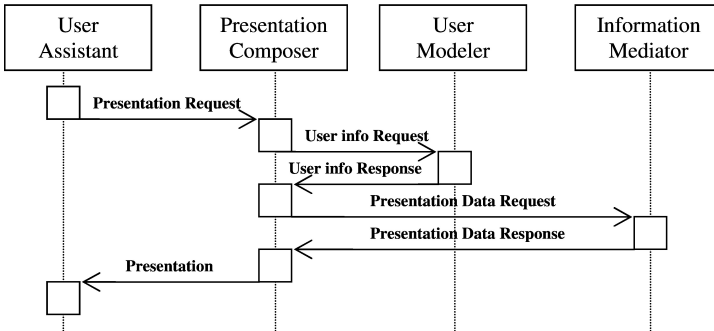 User
Assistant
Presentation
Composer
User
Modeler
Information
Mediator
Presentation Request
User info Request
User info Response
Presentation Data Request
Presentation Data Response
Presentation